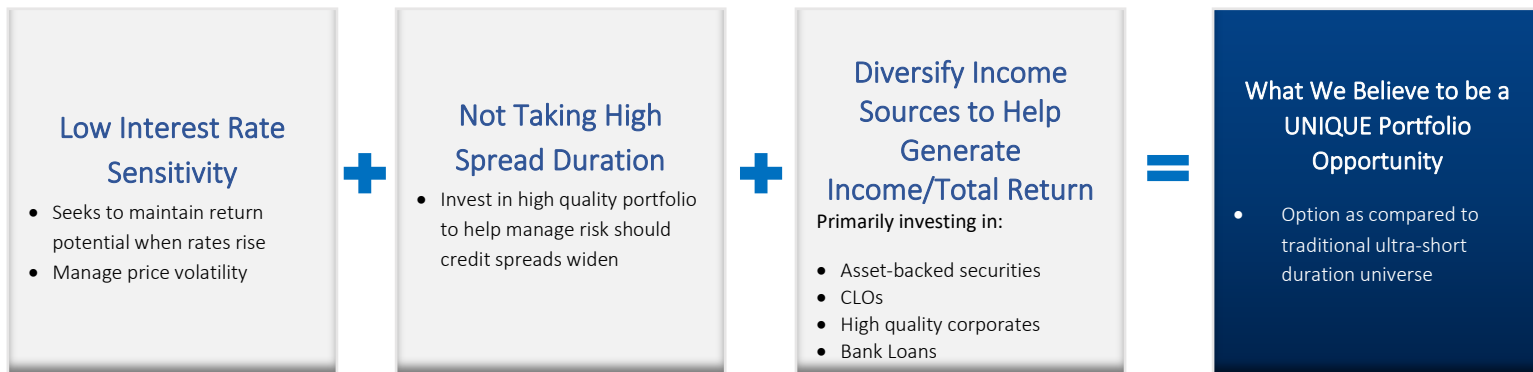 Low Interest Rate
Sensitivity
• Seeks to maintain return
potential when rates rise
• Manage price volatility
Not Taking High
Spread Duration
• Invest in high quality portfolio
to help manage risk should
credit spreads widen
Diversify Income
Sources to Help
Generate
Income/Total Return
Primarily investing in:
• Asset-backed securities
• CLOs
• High quality corporates
• Bank Loans
What We Believe to be a
UNIQUE Portfolio
Opportunity
• Option as compared to
traditional ultra-short
duration universe